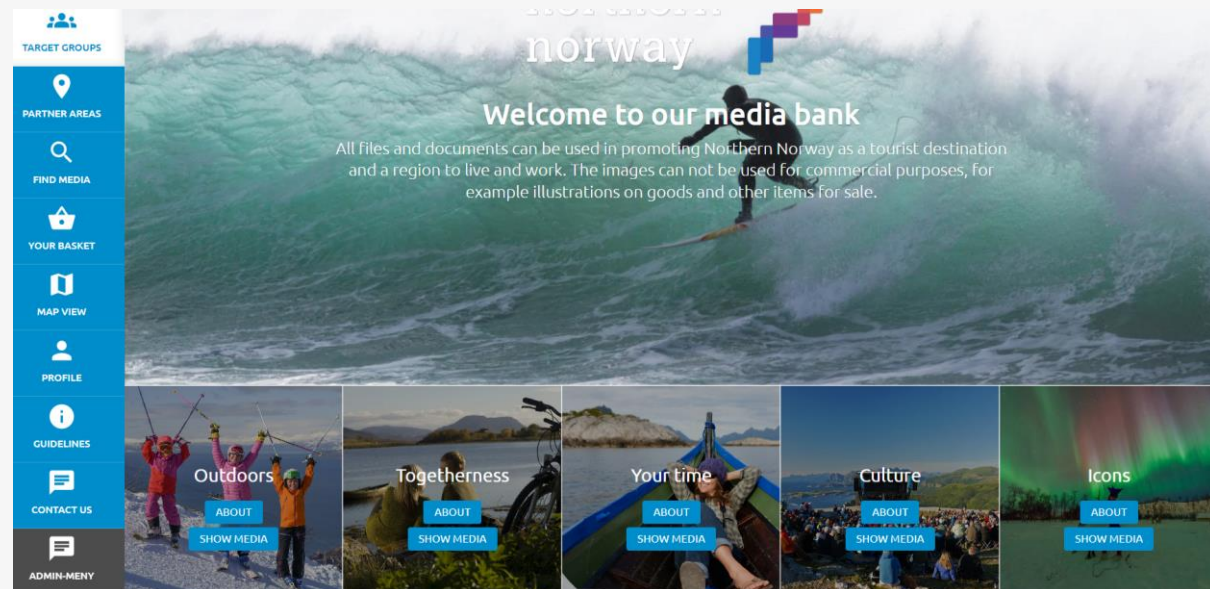 TARGET GROUPS
PARTNER AREAS
FIND MEDIA
YOUR BASKET
MAP VIEW
PROFILE
GUIDELINES
CONTACT US
ADMIN-MENY
northern
norway
Welcome to our media bank
All files and documents can be used in promoting Northern Norway as a tourist destination
and a region to live and work. The images can not be used for commercial purposes, for
example illustrations on goods and other items for sale.
Outdoors
ABOUT
SHOW MEDIA
Togetherness
ABOUT
SHOW MEDIA
Your time
ABOUT
SHOW MEDIA
Culture
ABOUT
SHOW MEDIA
Icons
ABOUT
SHOW MEDIA